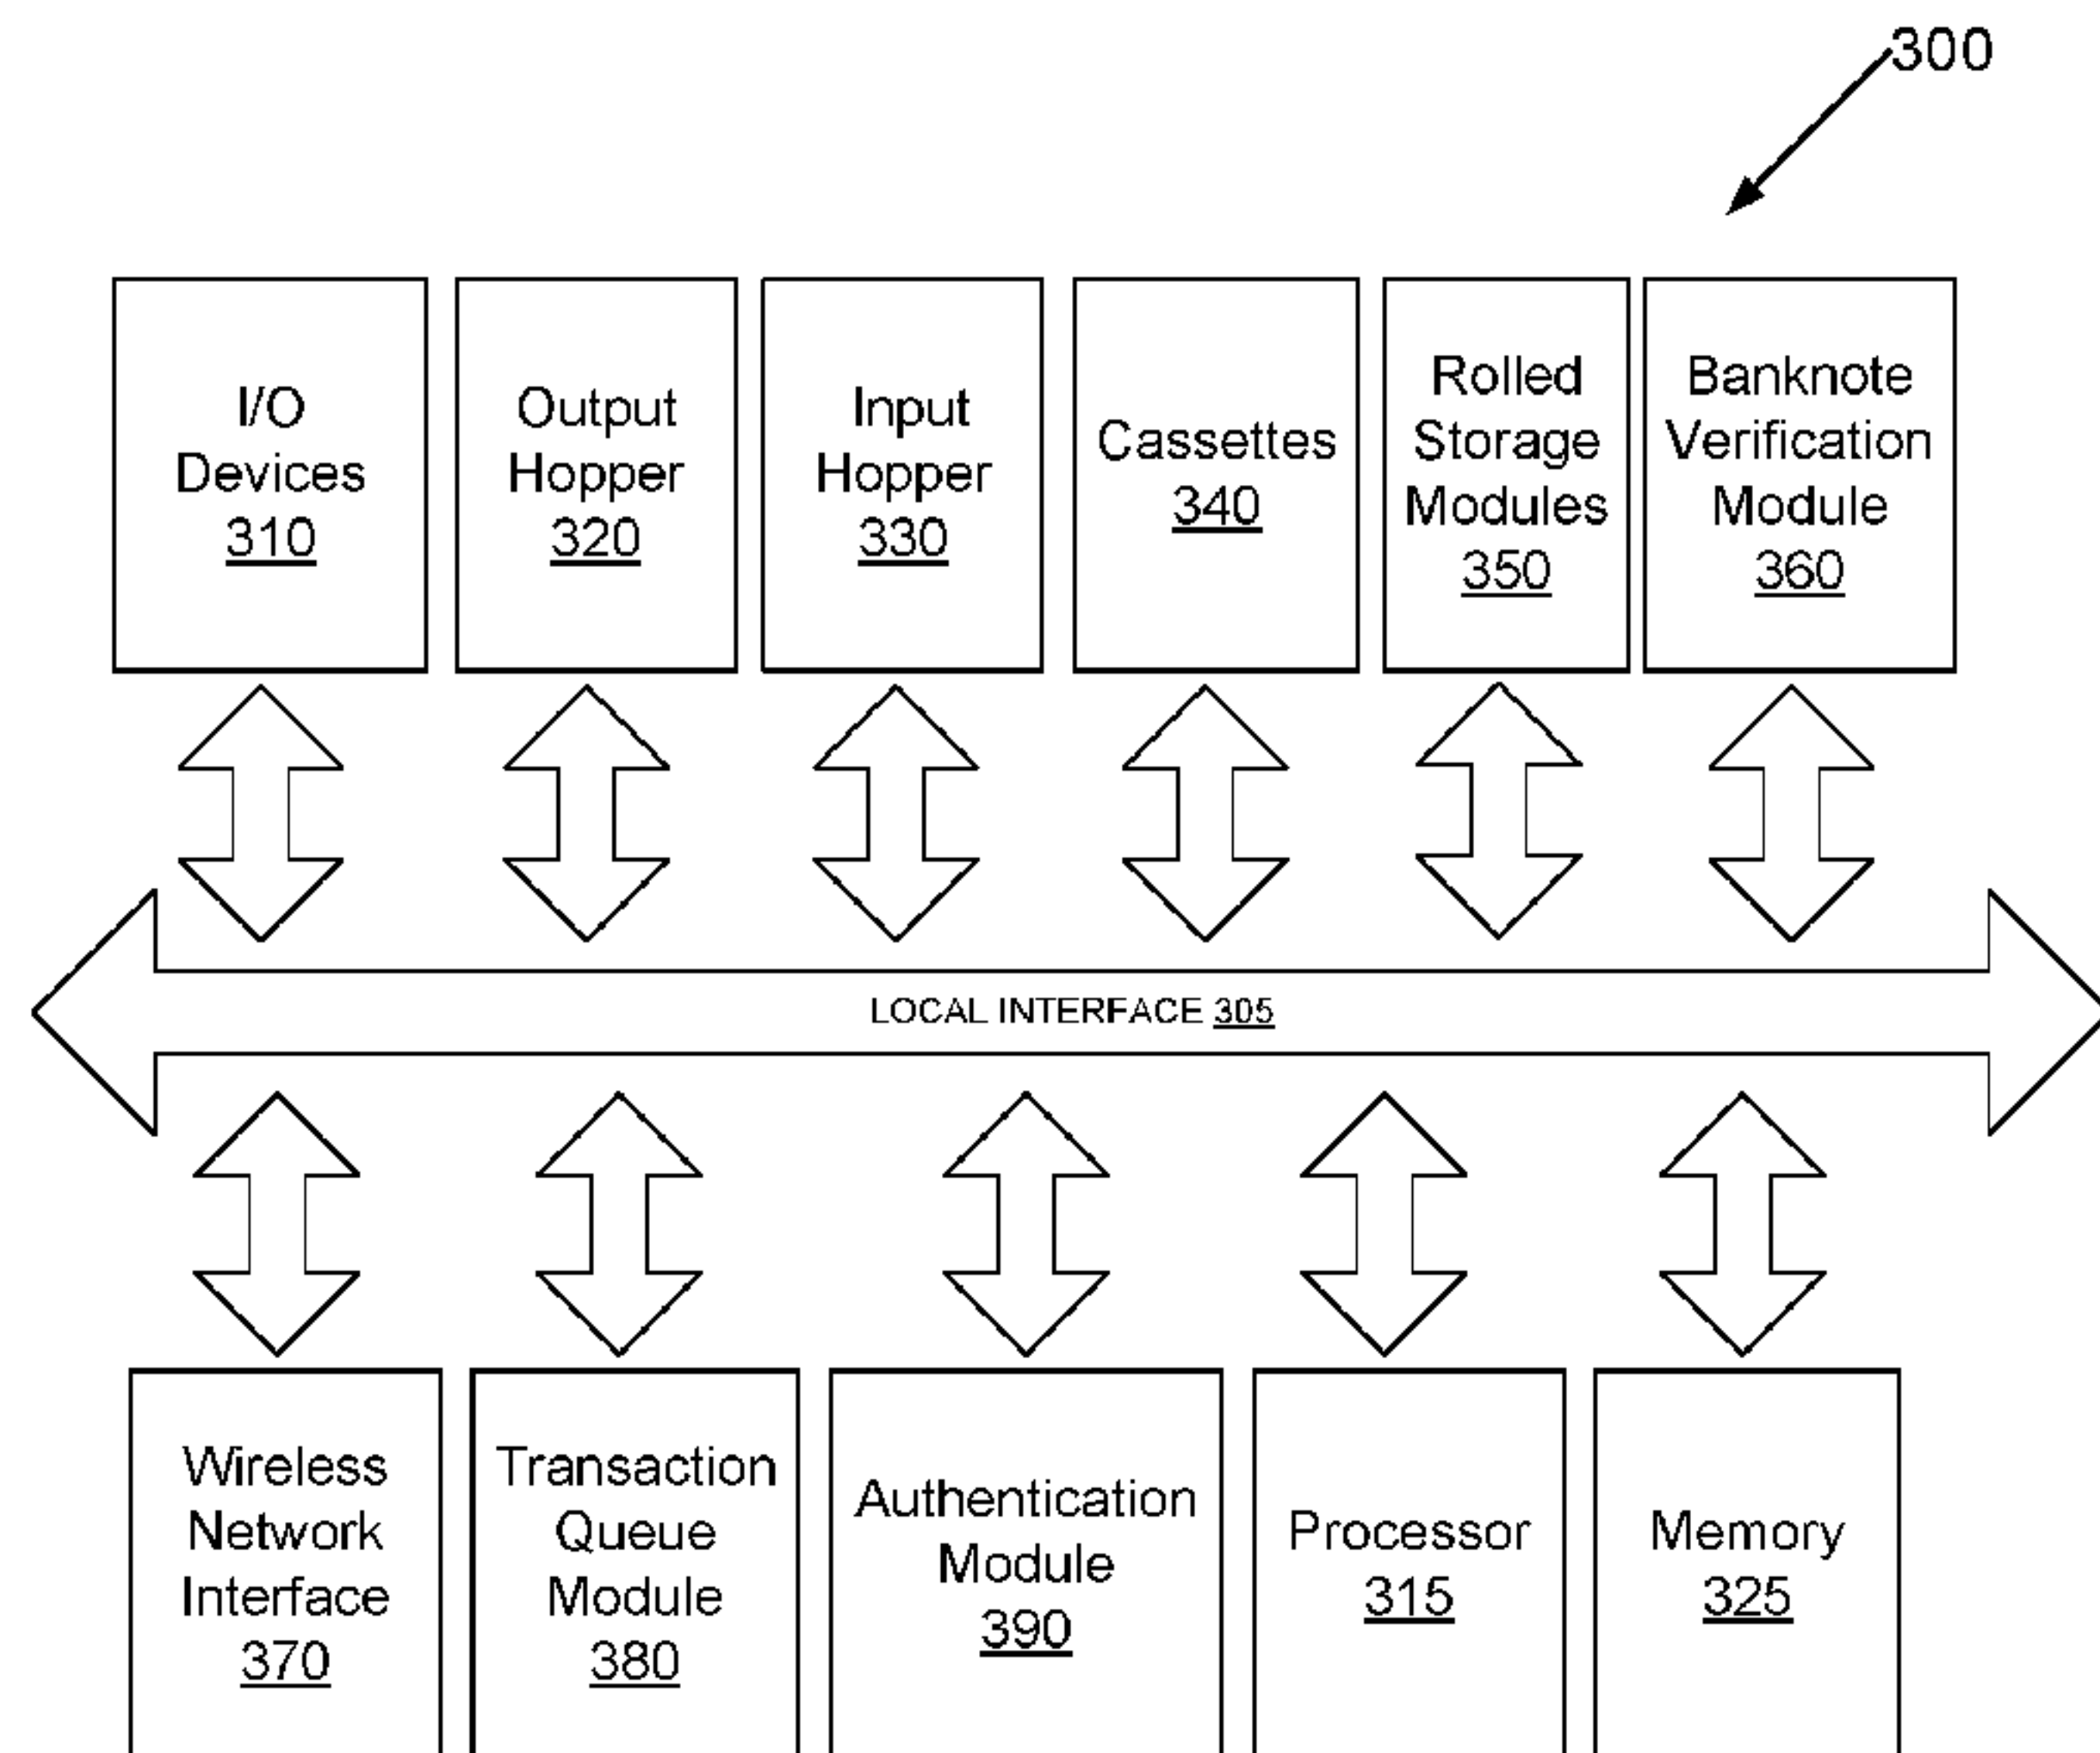 300
I/O
Devices
310
Output
Hopper
320
Input
Hopper
330
Cassettes
340
Rolled
Storage
Modules
350
Banknote
Verification
Module
360
LOCAL INTERFACE 305
Wireless
Network
Interface
370
Transaction
Queue
Module
380
Authentication
Module
390
Processor
315
Memory
325